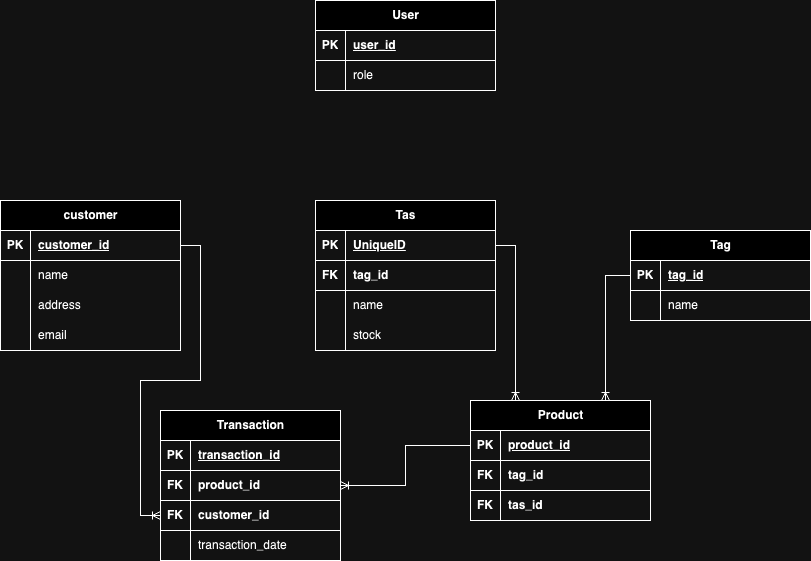 User
PK user_id
role
customer
PK customer_id
name
address
email
Tas
PK UniqueID
FK tag_id
name
stock
Tag
PK tag_id
name
Transaction
PK transaction_id
FK product_id
FK customer_id
transaction_date
Product
PK product_id
FK tag_id
FK tas_id